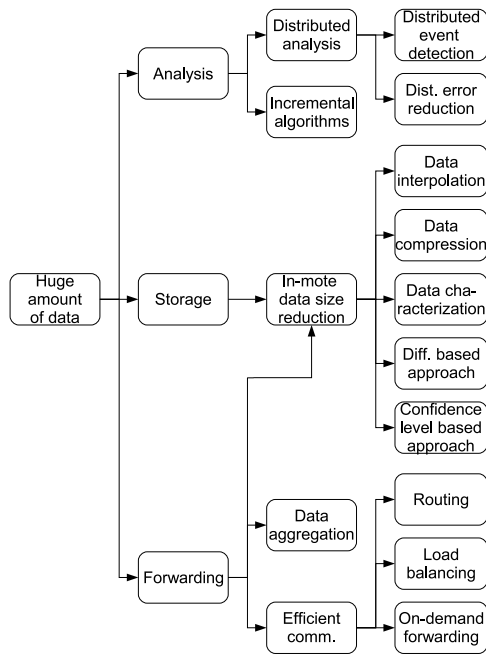 Huge
amount
of data
Analysis
Storage
Forwarding
Distributed
analysis
Incremental
algorithms
In-mote
data size
reduction
Data
aggregation
Efficient
comm.
Distributed
event
detection
Dist. error
reduction
Data
interpolation
Data
compression
Data cha-
racterization
Diff. based
approach
Confidence
level based
approach
Routing
Load
balancing
On-demand
forwarding